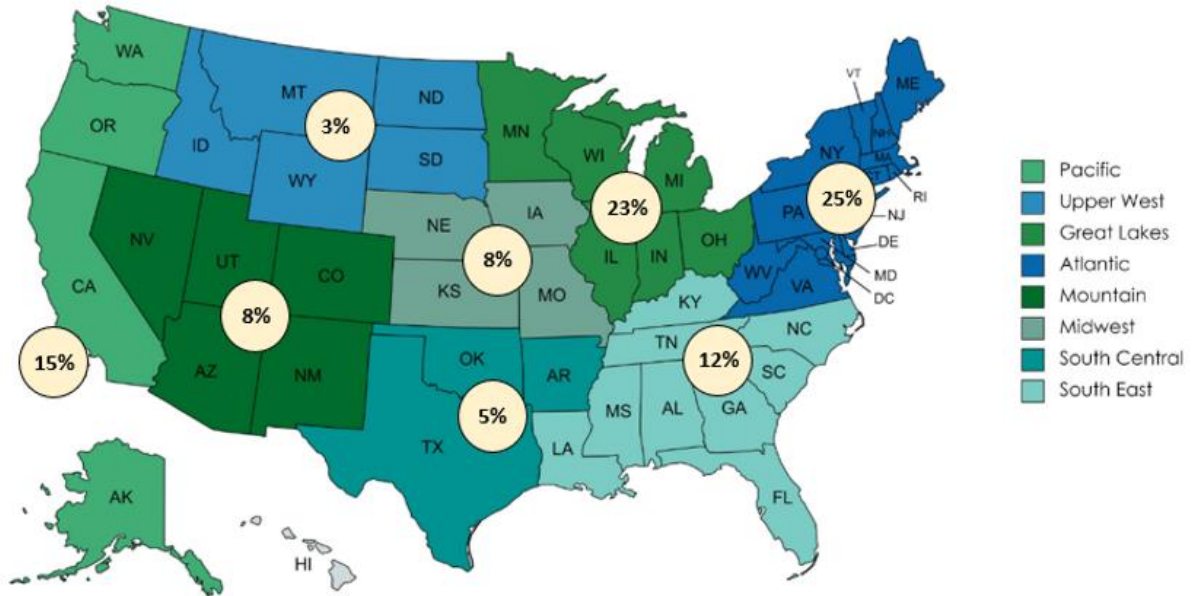 WA
OR
CA
AK
HI
MT
ND
ID
WY
SD
3%
NV
UT
CO
AZ
NM
8%
15%
NE
IA
KS
MO
8%
OK
AR
TX
5%
MN
WI
MI
IL
IN
OH
23%
KY
TN
NC
SC
MS
AL
GA
LA
FL
12%
VT
ME
NH
NY
MA
CT
RI
PA
NJ
25%
DE
WV
VA
MD
DC
Pacific
Upper West
Great Lakes
Atlantic
Mountain
Midwest
South Central
South East